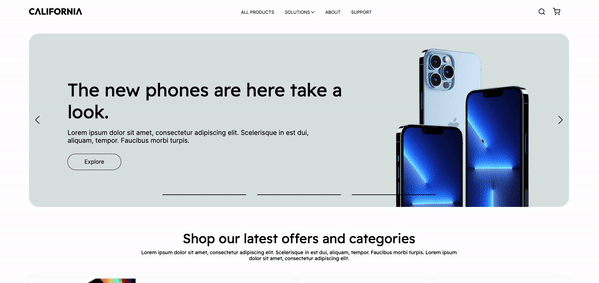 CALIFORNIA
ALL PRODUCTS
SOLUTIONS
ABOUT
SUPPORT
The new phones are here take a
look.
Lorem ipsum dolor sit amet, consectetur adipiscing elit. Scelerisque in est dui,
aliquam, tempor. Faucibus morbi turpis.
Explore
Shop our latest offers and categories
Lorem ipsum dolor sit amet, consectetur adipiscing elit. Scelerisque in est dui, aliquam, tempor. Faucibus morbi turpis.
dolor sit amet, consectetur adipiscing elit.